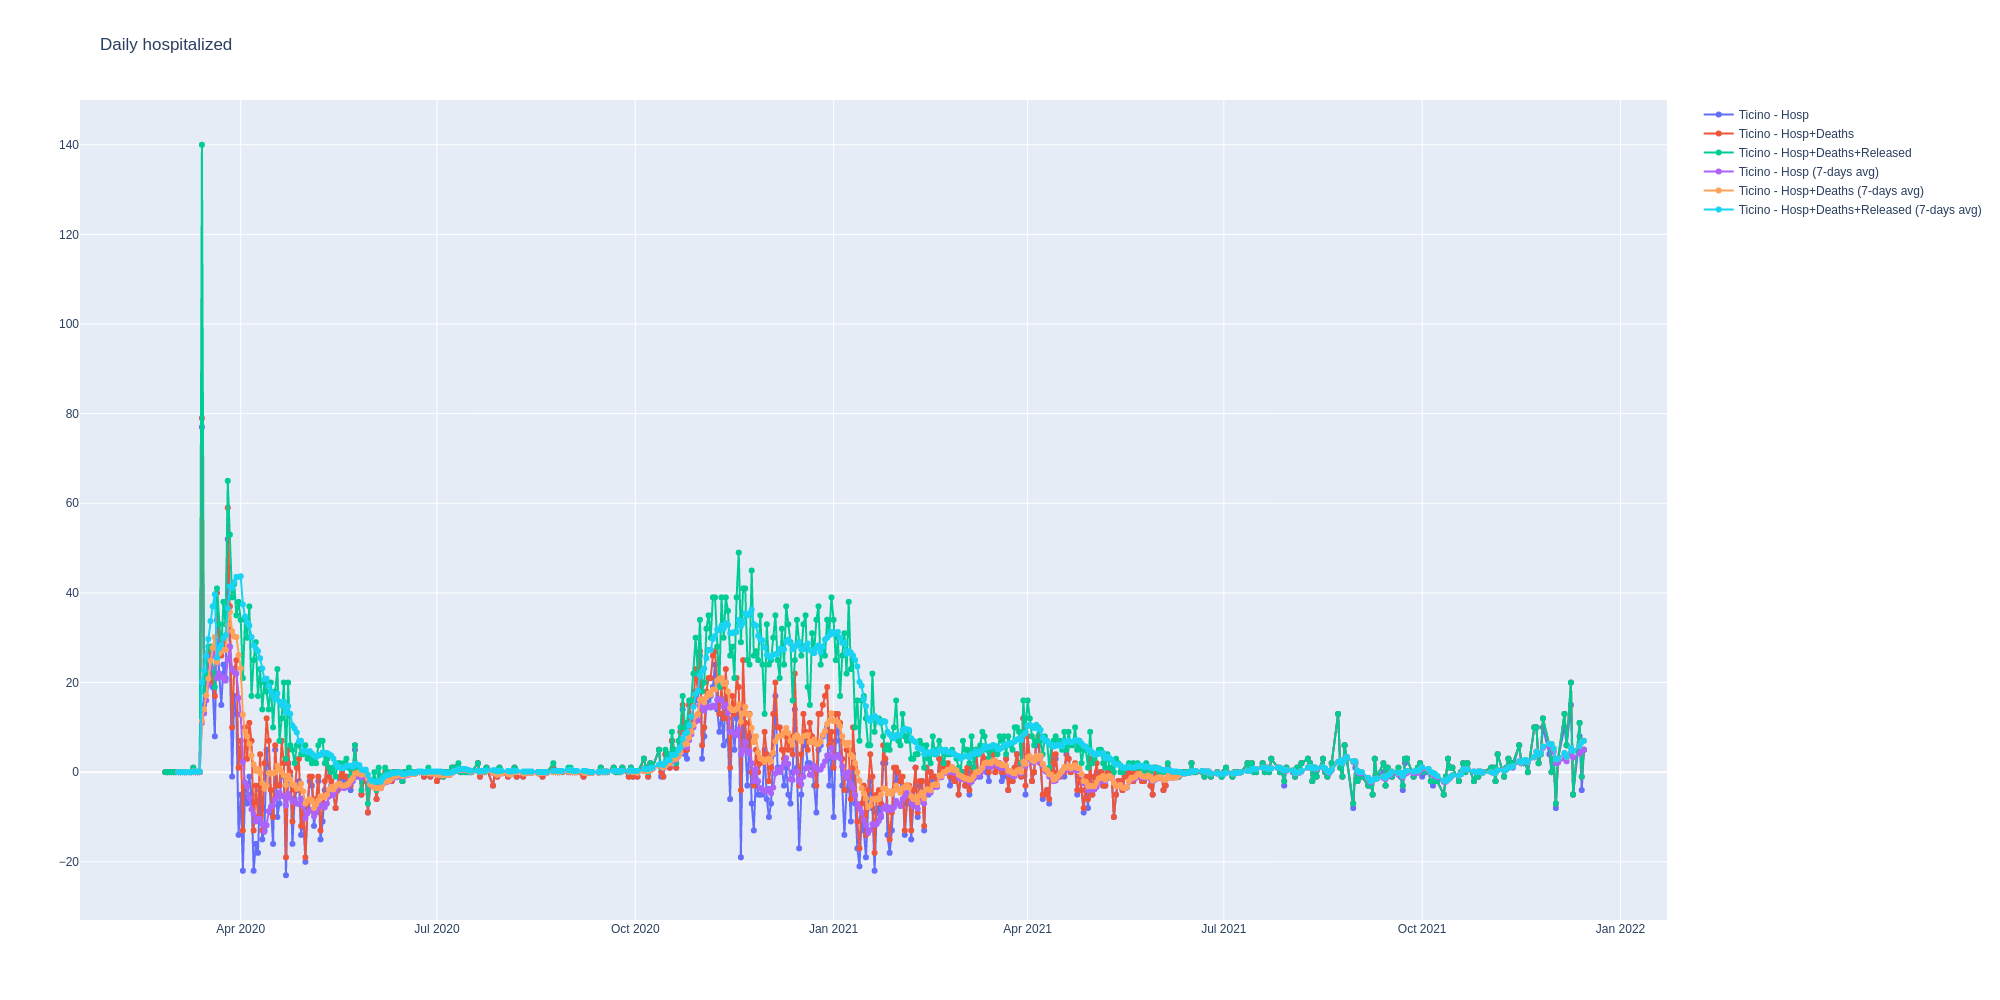 Daily hospitalized
Ticino - Hosp
Ticino - Hosp+Deaths
Ticino - Hosp+Deaths+Released
Ticino - Hosp (7-days avg)
Ticino - Hosp+Deaths (7-days avg)
Ticino - Hosp+Deaths+Released (7-days avg)
140
120
100
80
60
40
20
0
−20
Apr 2020 Jul 2020 Oct 2020 Jan 2021 Apr 2021 Jul 2021 Oct 2021 Jan 2022